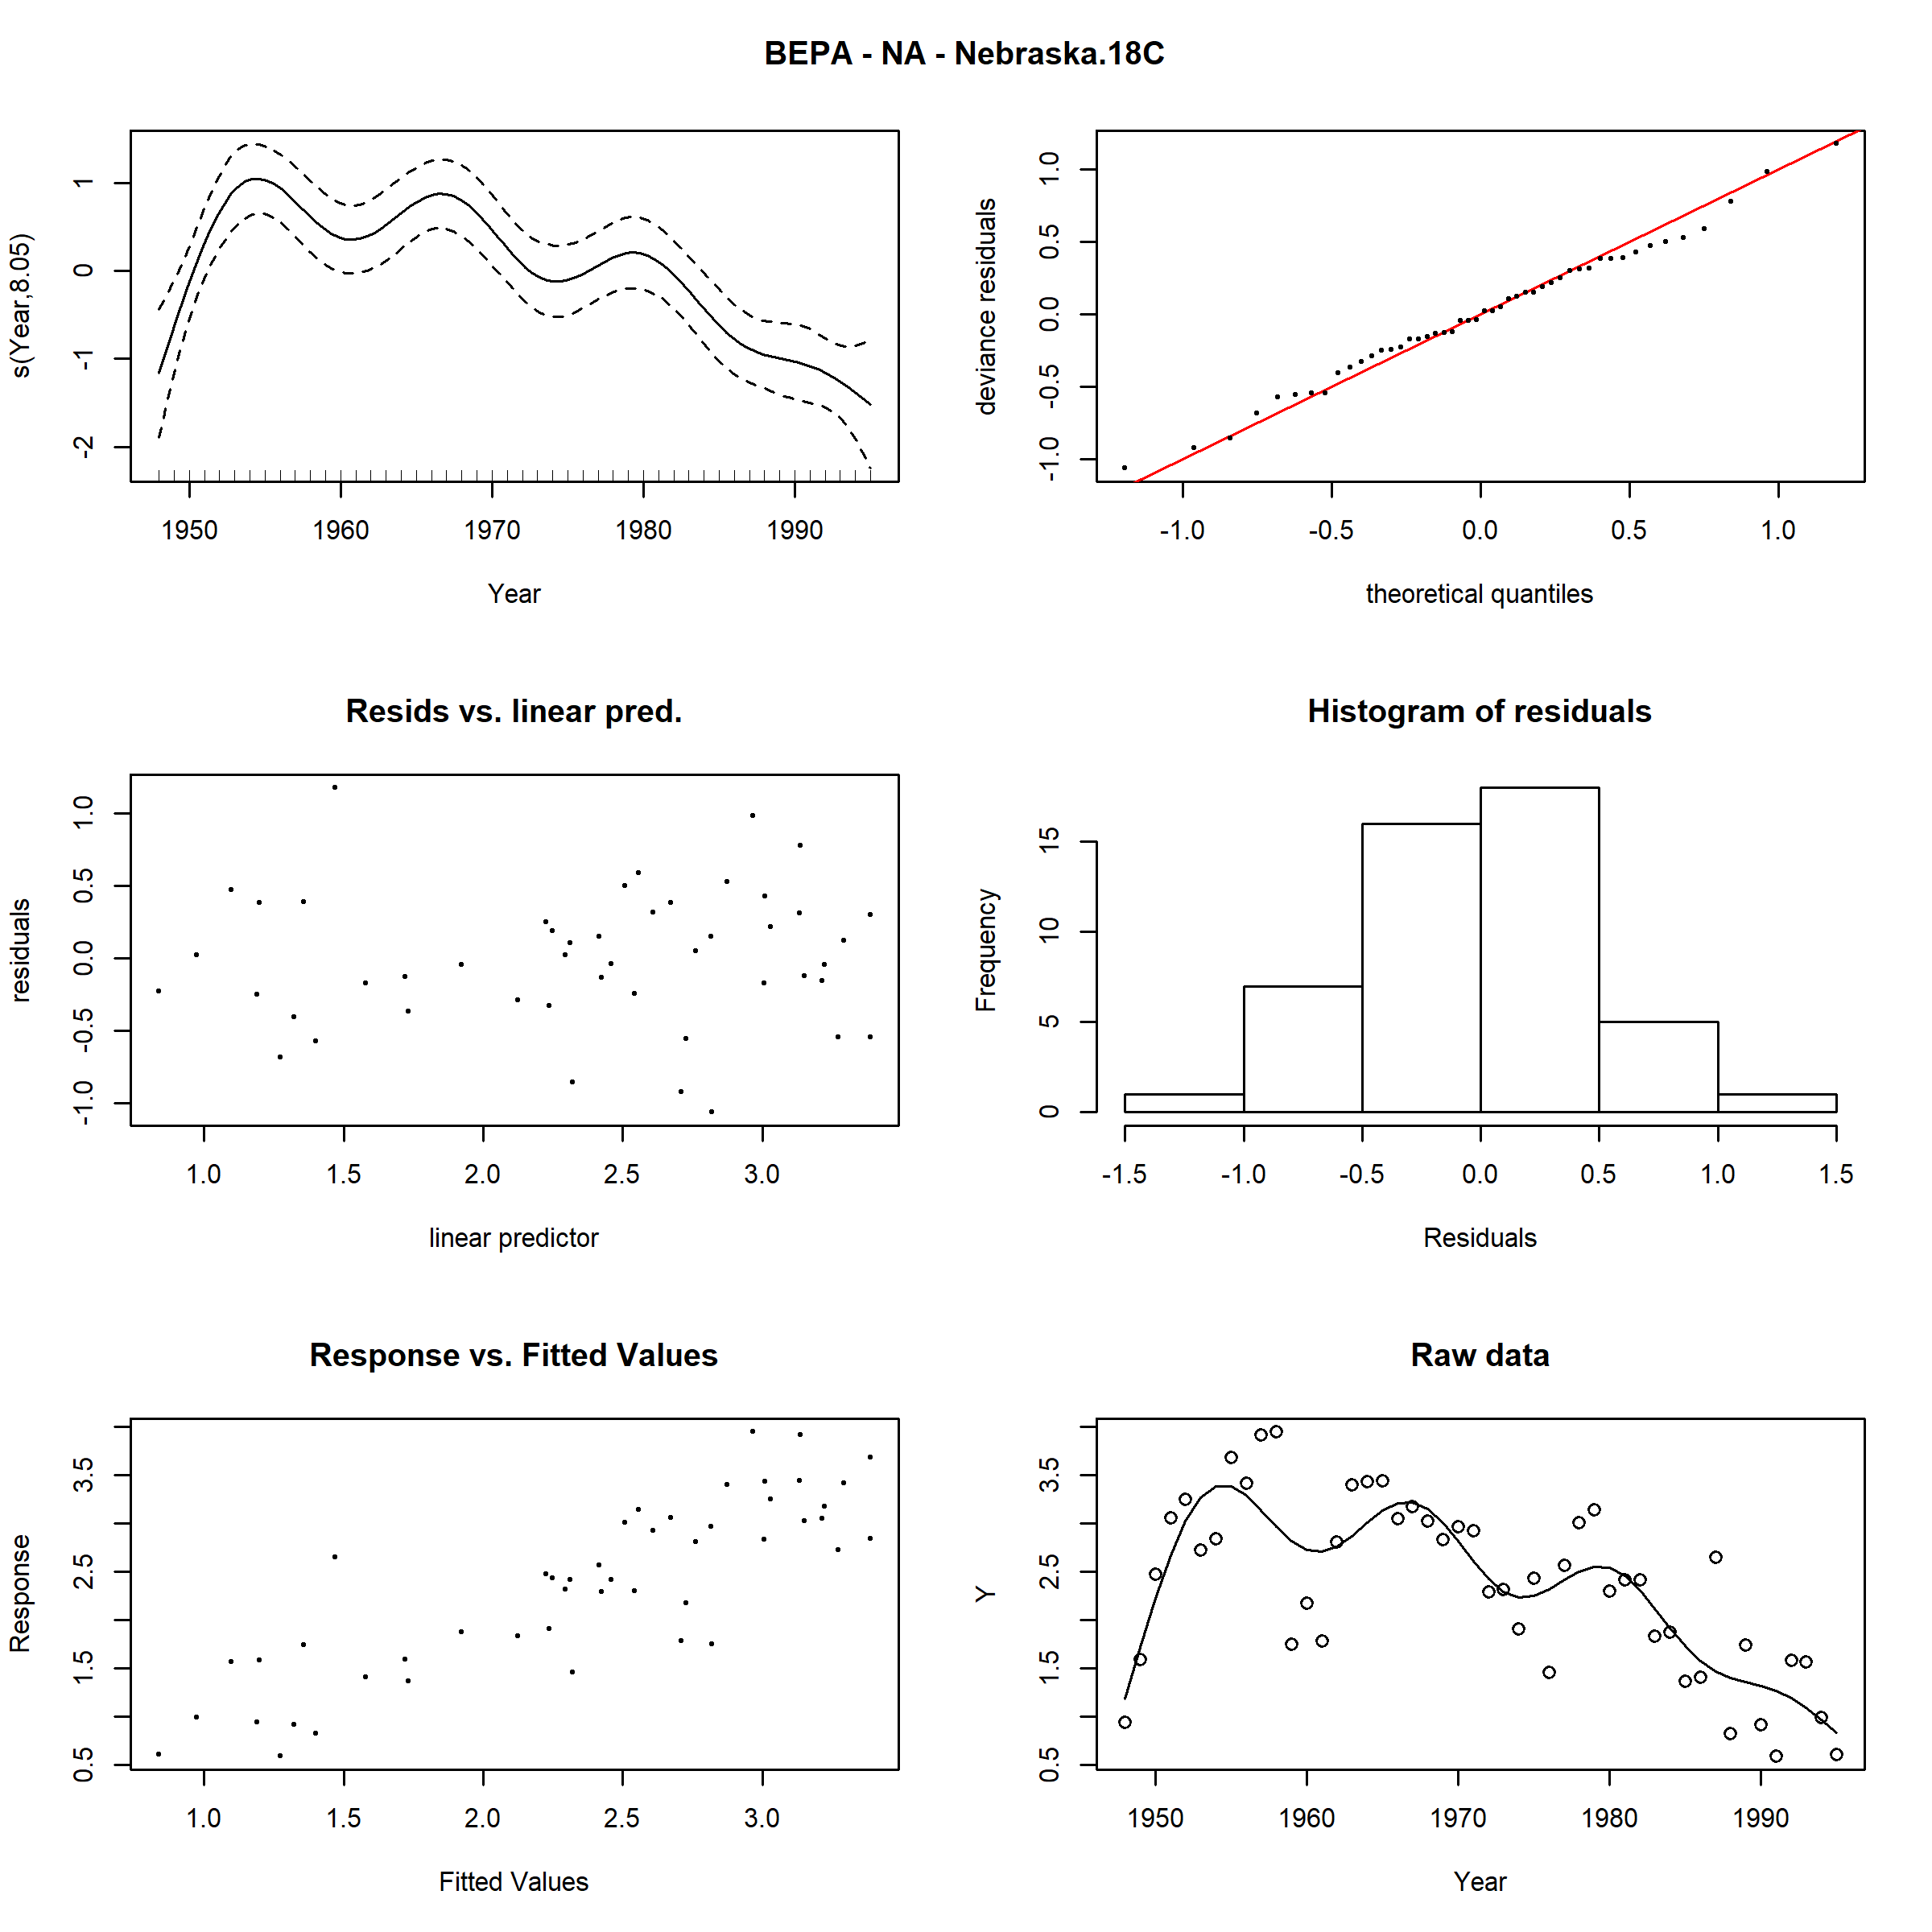 BEPA - NA - Nebraska.18C
s(Year,8.05)
1
0
-1
-2
1950 1960 1970 1980 1990
Year
deviance residuals
1.0
0.5
0.0
-0.5
-1.0
-1.0 -0.5 0.0 0.5 1.0
theoretical quantiles
Resids vs. linear pred.
residuals
1.0
0.5
0.0
-0.5
-1.0
1.0 1.5 2.0 2.5 3.0
linear predictor
Histogram of residuals
Frequency
15
10
5
0
-1.5 -1.0 -0.5 0.0 0.5 1.0 1.5
Residuals
Response vs. Fitted Values
Response
3.5
2.5
1.5
0.5
1.0 1.5 2.0 2.5 3.0
Fitted Values
Raw data
Y
3.5
2.5
1.5
0.5
1950 1960 1970 1980 1990
Year